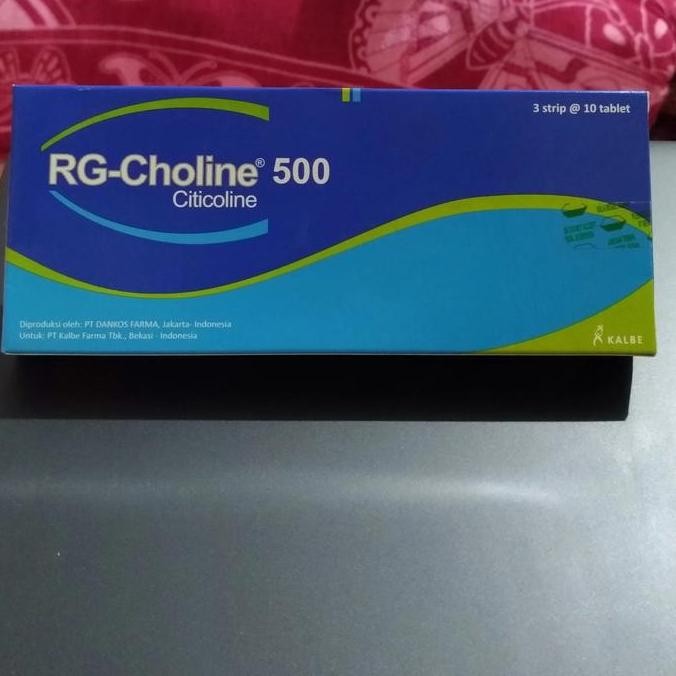 3 strip @ 10 tablet
RG-Choline® 500
Citicoline
Diproduksi oleh: PT DANKOS FARMA, Jakarta- Indonesia
Untuk: PT Kalbe Farma Tbk., Bekasi - Indonesia
KALBE